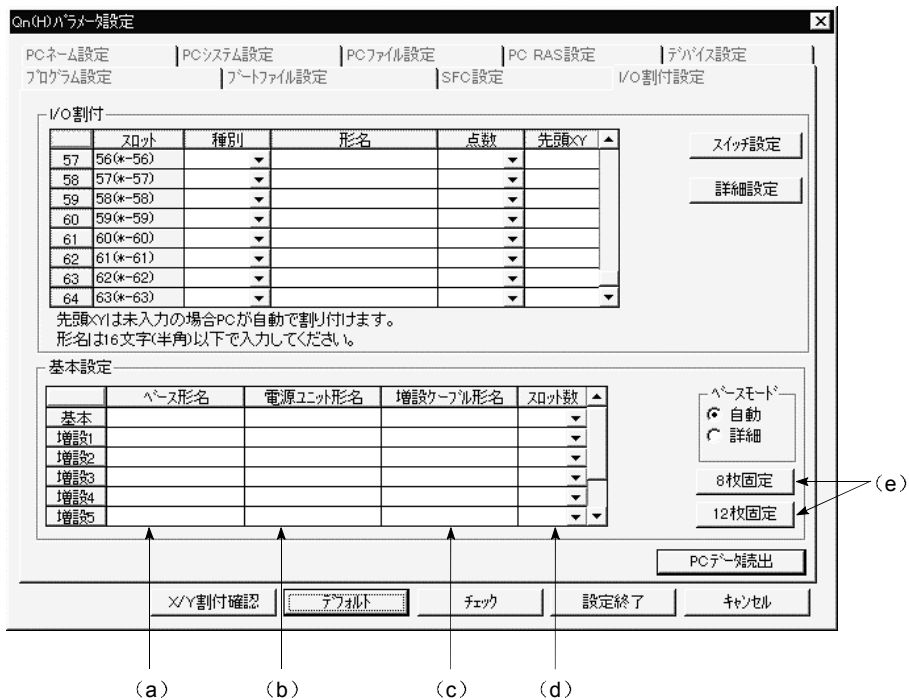 Qn(H)パラメータ設定
PCネーム設定 PCシステム設定 PCファイル設定 PC RAS設定 デバイス設定
プログラム設定 ブートファイル設定 SFC設定 I/O割付設定
I/O割付
スロット 種別 形名 点数 先頭XY
57 56(*-56)
58 57(*-57)
59 58(*-58)
60 59(*-59)
61 60(*-60)
62 61(*-61)
63 62(*-62)
64 63(*-63)
スイッチ設定
詳細設定
先頭XYは未入力の場合PCが自動で割り付けます。
形名は16文字(半角)以下で入力してください。
基本設定
ベース形名 電源ユニット形名 増設ケーブル形名 スロット数
基本
増設1
増設2
増設3
増設4
増設5
ベースモード
自動
詳細
8枚固定
12枚固定
(e)
PCデータ読出
X/Y割付確認 デフォルト チェック 設定終了 キャンセル
(a) (b) (c) (d)